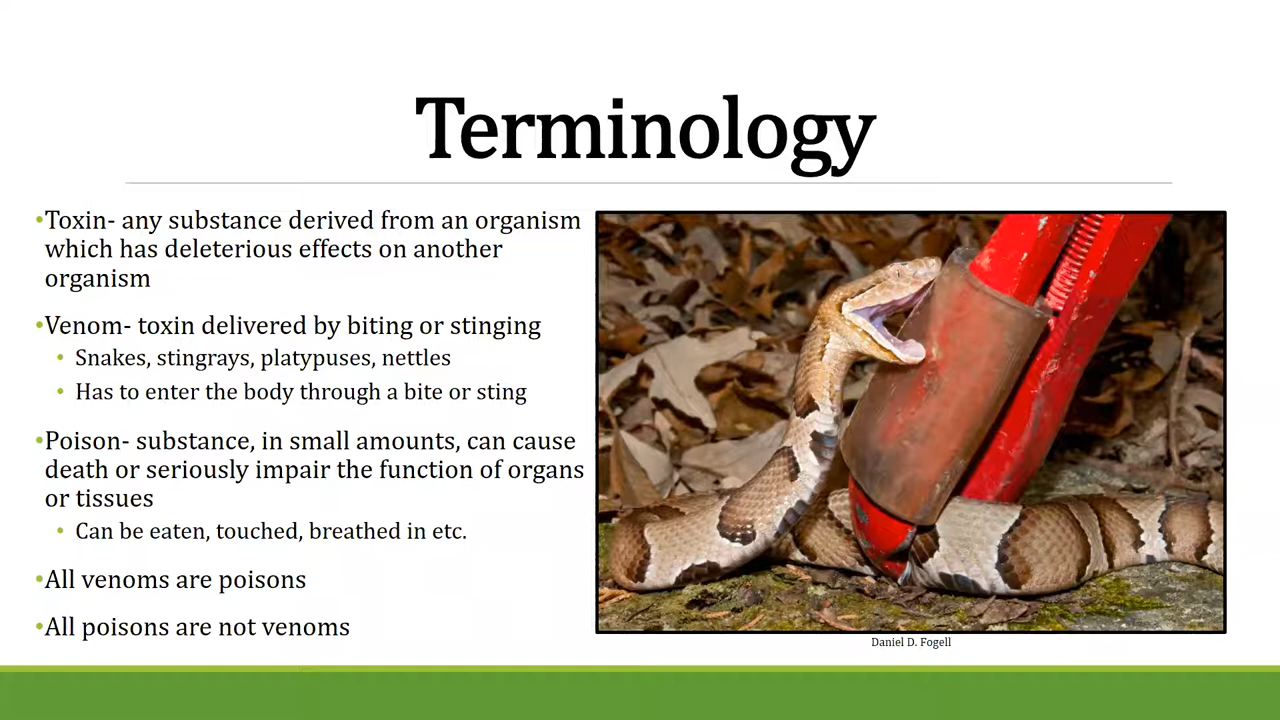 Terminology
•Toxin- any substance derived from an organism
which has deleterious effects on another
organism
•Venom- toxin delivered by biting or stinging
• Snakes, stingrays, platypuses, nettles
• Has to enter the body through a bite or sting
•Poison- substance, in small amounts, can cause
death or seriously impair the function of organs
or tissues
• Can be eaten, touched, breathed in etc.
•All venoms are poisons
•All poisons are not venoms
Daniel D. Fogell